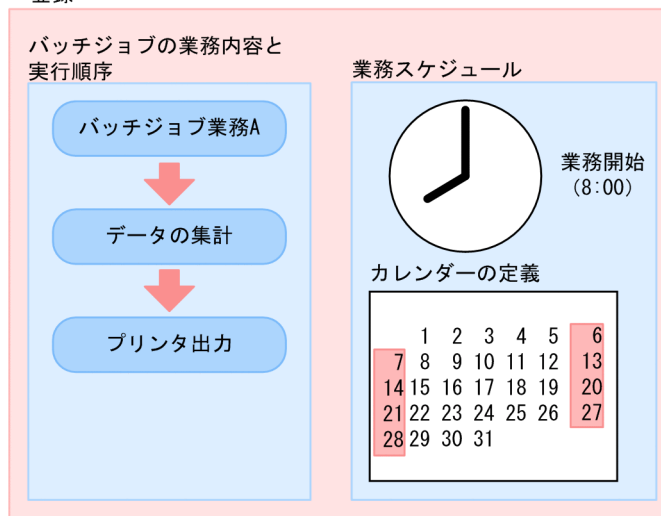 登録
バッチジョブの業務内容と
実行順序
バッチジョブ業務A
データの集計
プリンタ出力
業務スケジュール
業務開始
(8:00)
カレンダーの定義
1 2 3 4 5 6
7 8 9 10 11 12 13
14 15 16 17 18 19 20
21 22 23 24 25 26 27
28 29 30 31